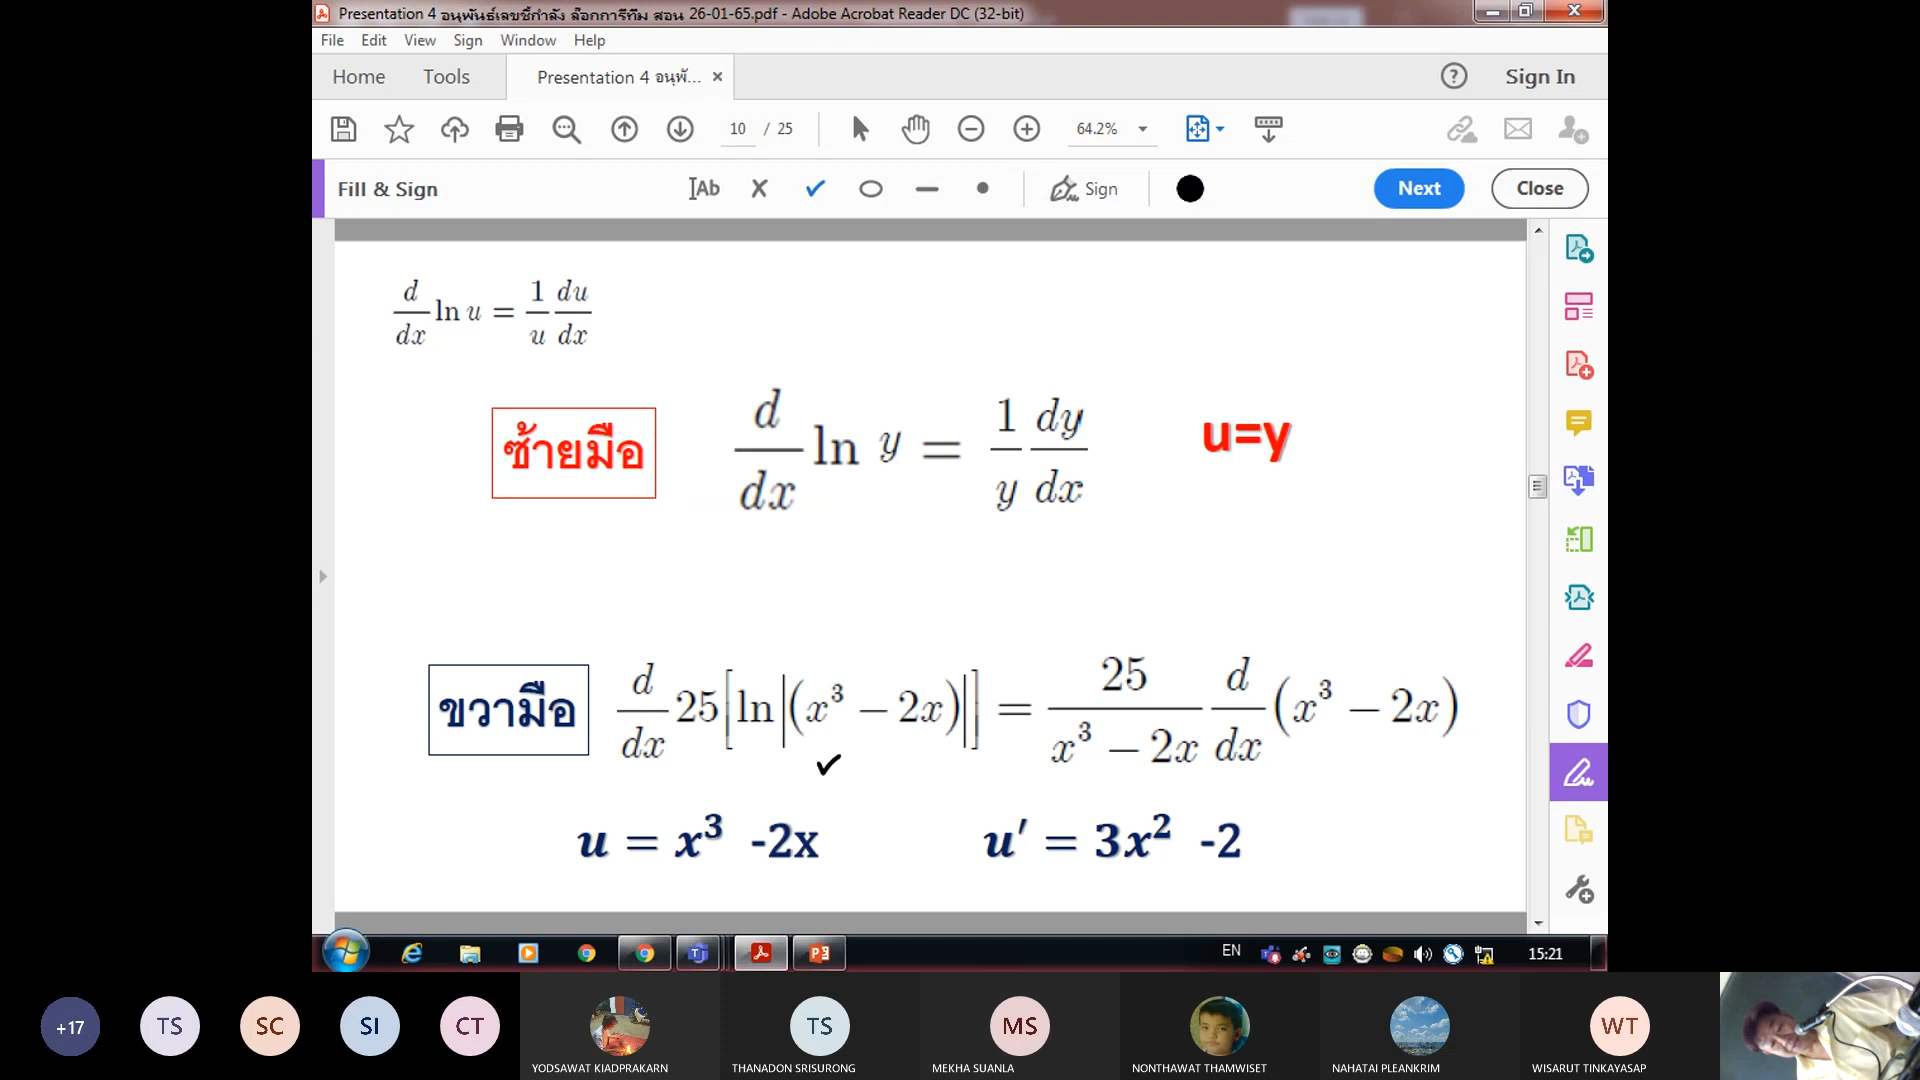 Presentation 4 อนุพันธ์เลขชี้กำลัง ล๊อกการึทึม สอน 26-01-65.pdf - Adobe Acrobat Reader DC (32-bit)
File Edit View Sign Window Help
Home Tools Presentation 4 อนุพั... × ? Sign In
10 / 25 64.2%
Fill & Sign Ab Sign Next Close
d/dx ln u = 1/u du/dx
ซ้ายมือ d/dx ln y = 1/y dy/dx u=y
ขวามือ d/dx 25[ln|(x³ − 2x)|] = 25/(x³ − 2x) d/dx (x³ − 2x)
u = x³ -2x u′ = 3x² -2
EN 15:21
+17 TS SC SI CT TS MS WT
YODSAWAT KIADPRAKARN THANADON SRISURONG MEKHA SUANLA NONTHAWAT THAMWISET NAHATAI PLEANKRIM WISARUT TINKAYASAP